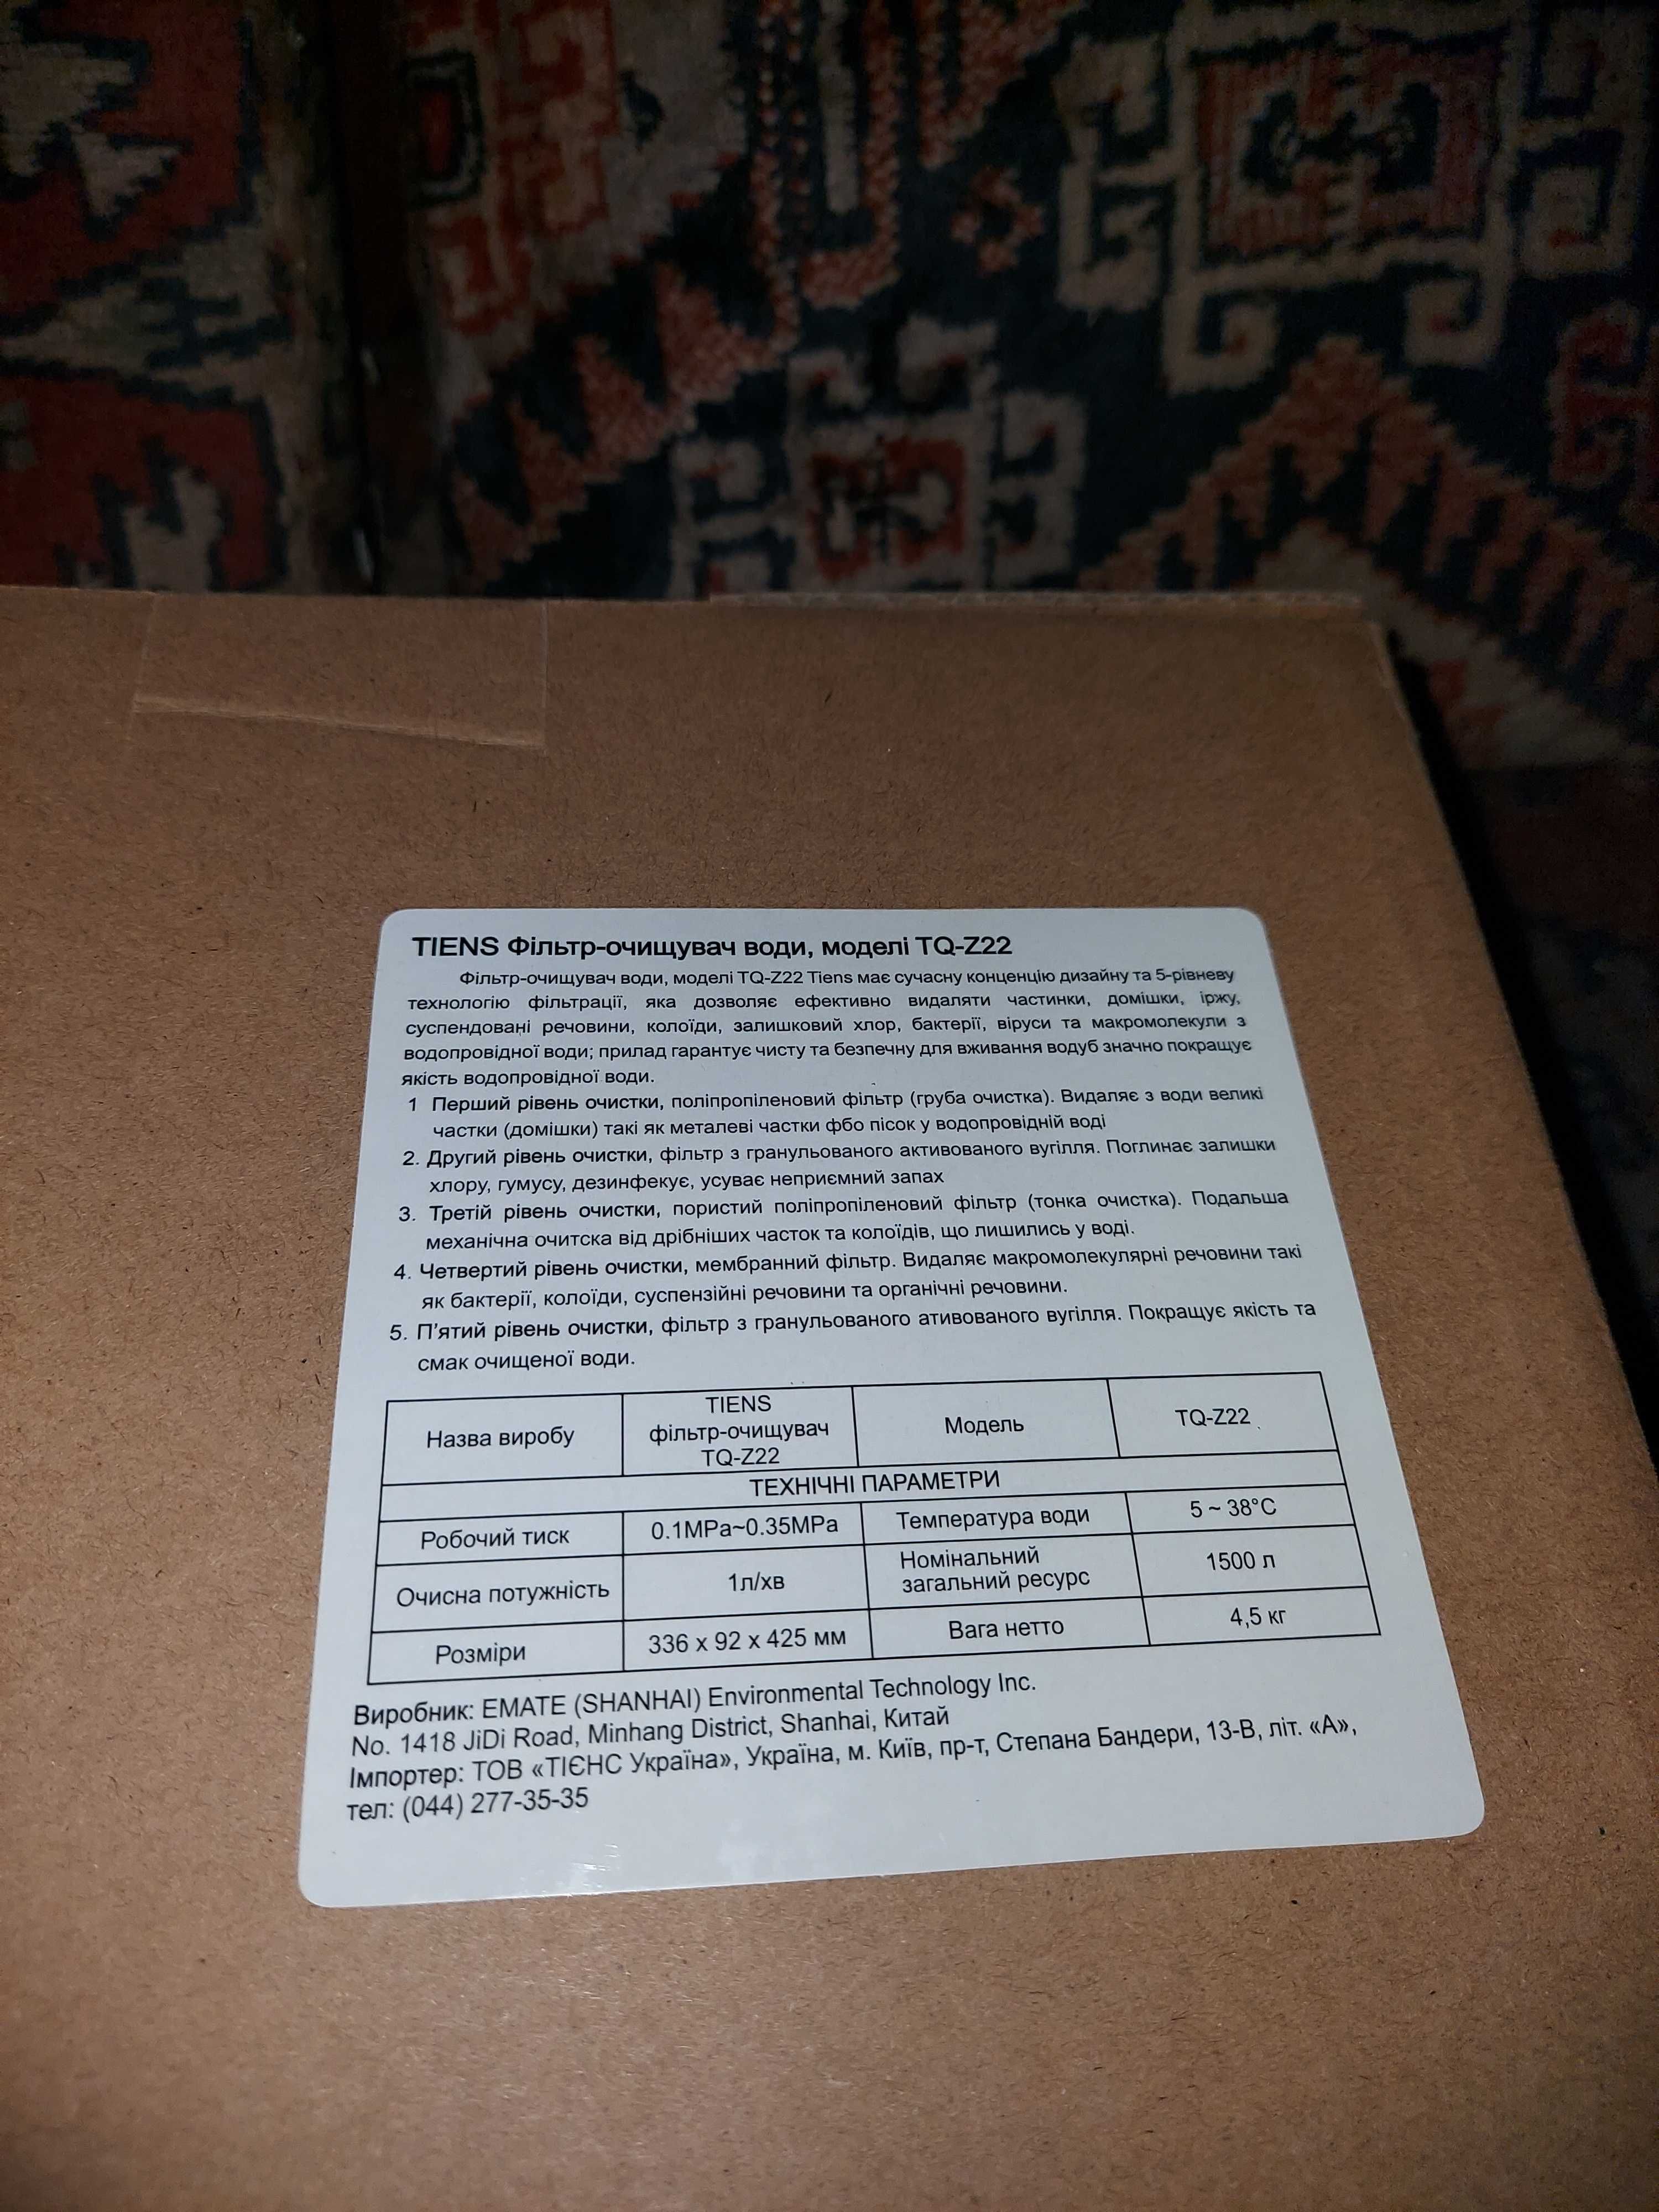 TIENS Фільтр-очищувач води, моделі TQ-Z22
Фільтр-очищувач води, моделі TQ-Z22 Tiens має сучасну конценцію дизайну та 5-рівневу
технологію фільтрації, яка дозволяє ефективно видаляти частинки, домішки, іржу,
суспендовані речовини, колоїди, залишковий хлор, бактерії, віруси та макромолекули з
водопровідної води; прилад гарантує чисту та безпечну для вживання водуб значно покращує
якість водопровідної води.
1 Перший рівень очистки, поліпропіленовий фільтр (груба очистка). Видаляє з води великі
частки (домішки) такі як металеві частки фбо пісок у водопровідній воді
2. Другий рівень очистки, фільтр з гранульованого активованого вугілля. Поглинає залишки
хлору, гумусу, дезинфекує, усуває неприємний запах
3. Третій рівень очистки, пористий поліпропіленовий фільтр (тонка очистка). Подальша
механічна очитска від дрібніших часток та колоїдів, що лишились у воді.
4. Четвертий рівень очистки, мембранний фільтр. Видаляє макромолекулярні речовини такі
як бактерії, колоїди, суспензійні речовини та органічні речовини.
5. П'ятий рівень очистки, фільтр з гранульованого ативованого вугілля. Покращує якість та
смак очищеної води.
Назва виробу
TIENS
фільтр-очищувач
TQ-Z22
Модель
TQ-Z22
ТЕХНІЧНІ ПАРАМЕТРИ
Робочий тиск
0.1MPa~0.35MPa
Температура води
5 ~ 38°C
Очисна потужність
1л/хв
Номінальний
загальний ресурс
1500 л
Розміри
336 x 92 x 425 мм
Вага нетто
4,5 кг
Виробник: EMATE (SHANHAI) Environmental Technology Inc.
No. 1418 JiDi Road, Minhang District, Shanhai, Китай
Імпортер: ТОВ «ТІЄНС Україна», Україна, м. Київ, пр-т, Степана Бандери, 13-В, літ. «А»,
тел: (044) 277-35-35